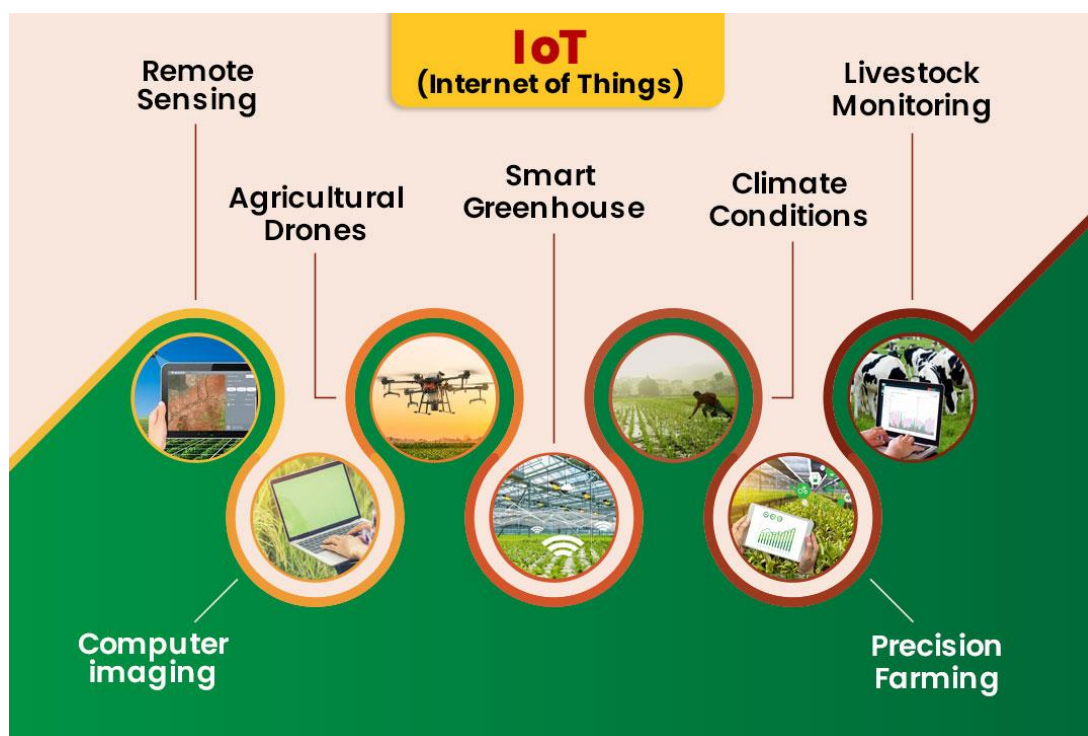 IoT
(Internet of Things)
Remote
Sensing
Agricultural
Drones
Smart
Greenhouse
Climate
Conditions
Livestock
Monitoring
Computer
imaging
Precision
Farming